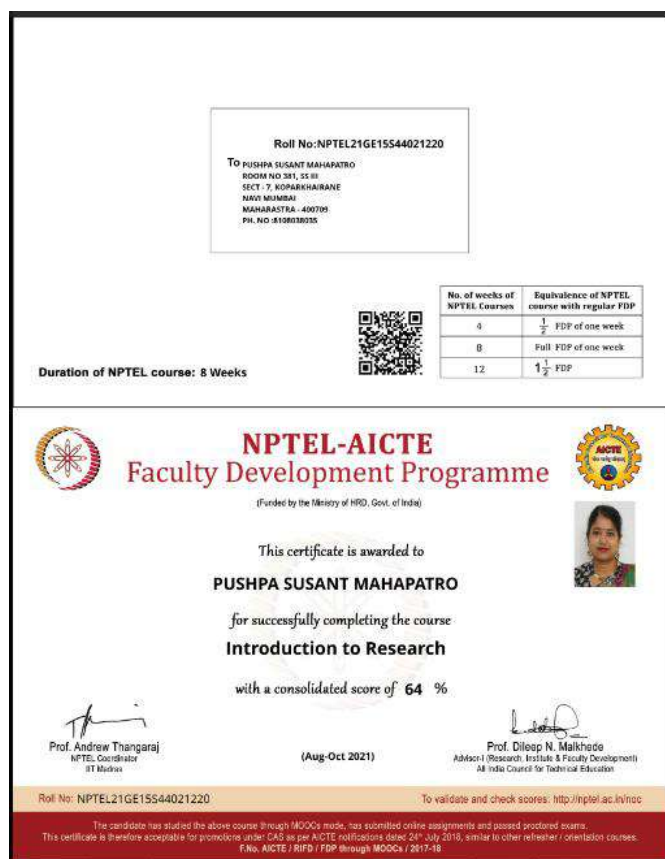 Roll No:NPTEL21GE15S44021220
To PUSHPA SUSANT MAHAPATRO
ROOM NO 381, SS III
SECT - 7, KOPARKHAIRANE
NAVI MUMBAI
MAHARASTRA - 400709
PH. NO :8108038035
No. of weeks of NPTEL Courses
Equivalence of NPTEL course with regular FDP
4 1/2 FDP of one week
8 Full FDP of one week
12 1 1/2 FDP
Duration of NPTEL course: 8 Weeks
NPTEL-AICTE
Faculty Development Programme
(Funded by the Ministry of HRD, Govt. of India)
AICTE
This certificate is awarded to
PUSHPA SUSANT MAHAPATRO
for successfully completing the course
Introduction to Research
with a consolidated score of 64 %
Prof. Andrew Thangaraj
NPTEL Coordinator
IIT Madras
(Aug-Oct 2021)
Prof. Dileep N. Malkhede
Advisor-I (Research, Institute & Faculty Development)
All India Council for Technical Education
Roll No: NPTEL21GE15S44021220
To validate and check scores: http://nptel.ac.in/noc
The candidate has studied the above course through MOOCs mode, has submitted online assignments and passed proctored exams.
This certificate is therefore acceptable for promotions under CAS as per AICTE notifications dated 24th July 2018, similar to other refresher / orientation courses.
F.No. AICTE / RIFD / FDP through MOOCs / 2017-18